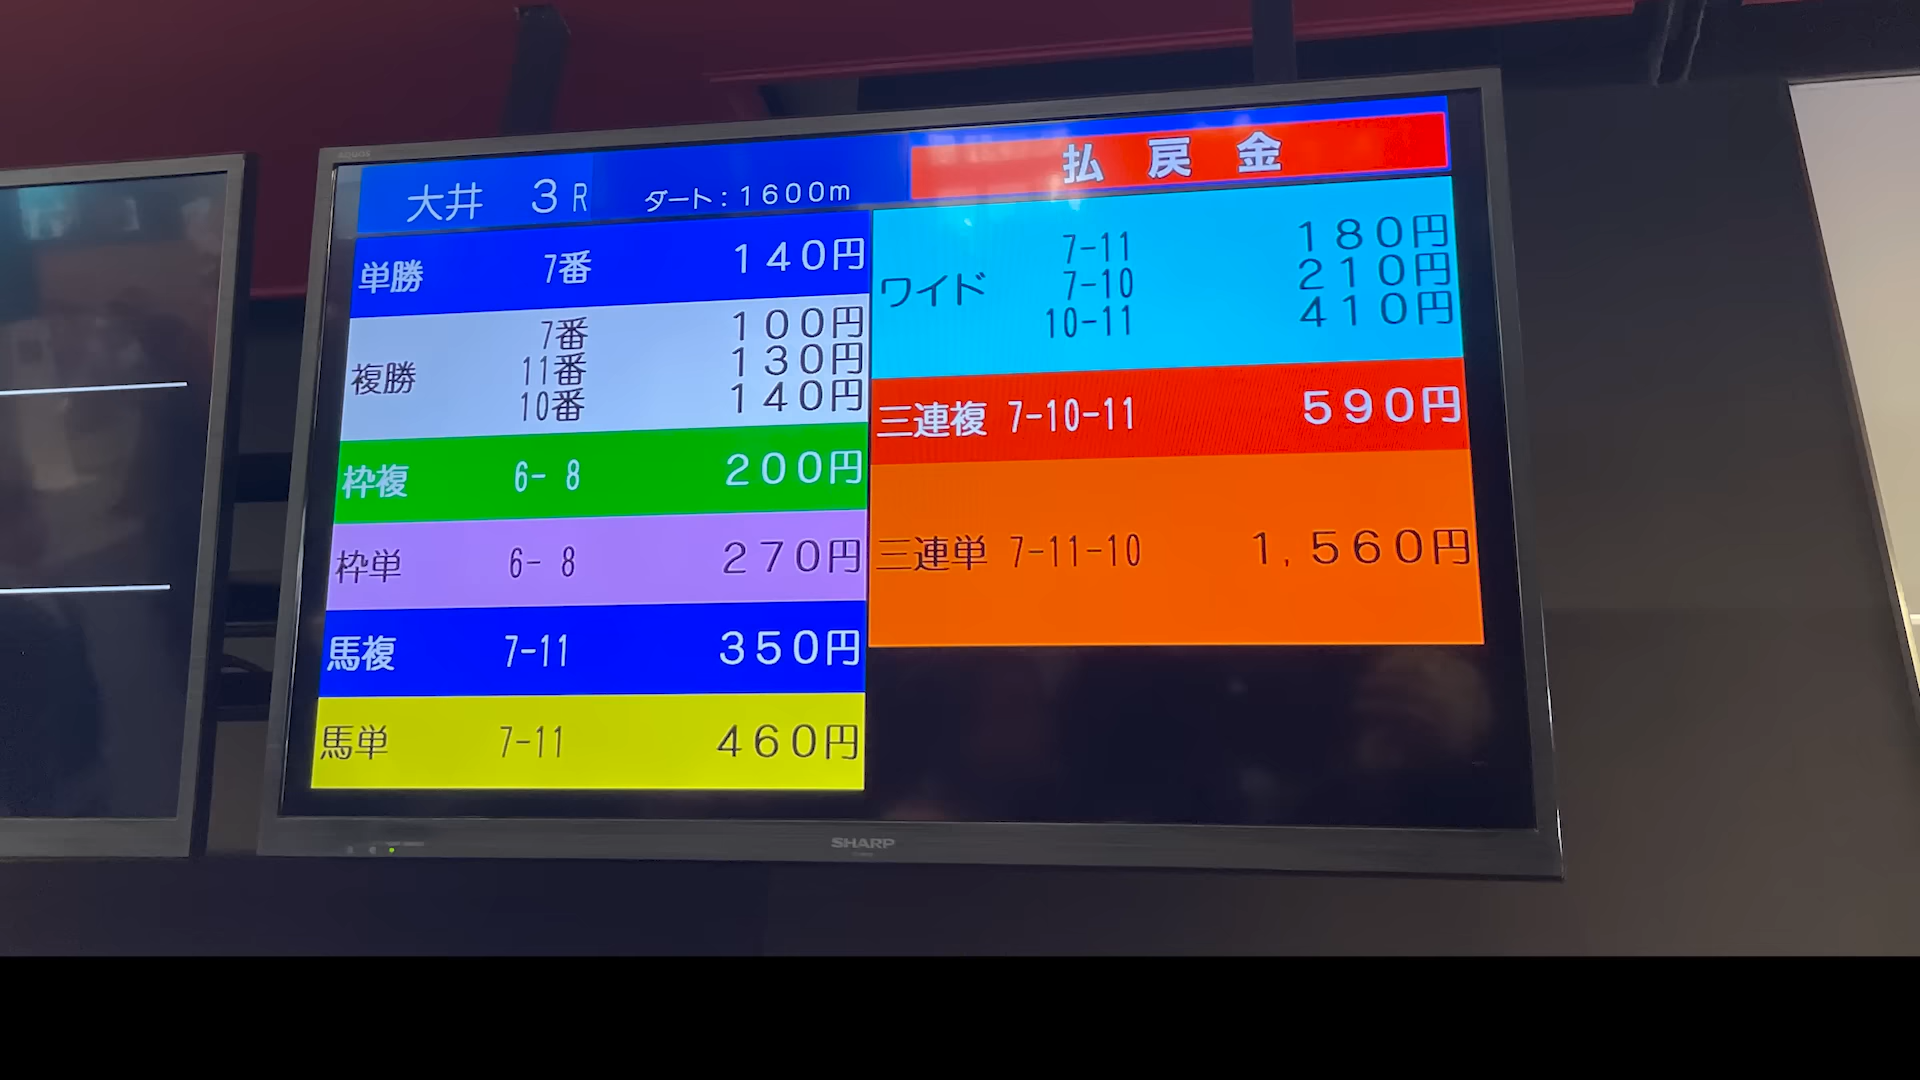 AQUOS
大井 3R ダート:1600m
払戻金
単勝 7番 140円
複勝 7番 100円
11番 130円
10番 140円
枠複 6- 8 200円
枠単 6- 8 270円
馬複 7-11 350円
馬単 7-11 460円
ワイド 7-11 180円
7-10 210円
10-11 410円
三連複 7-10-11 590円
三連単 7-11-10 1,560円
SHARP